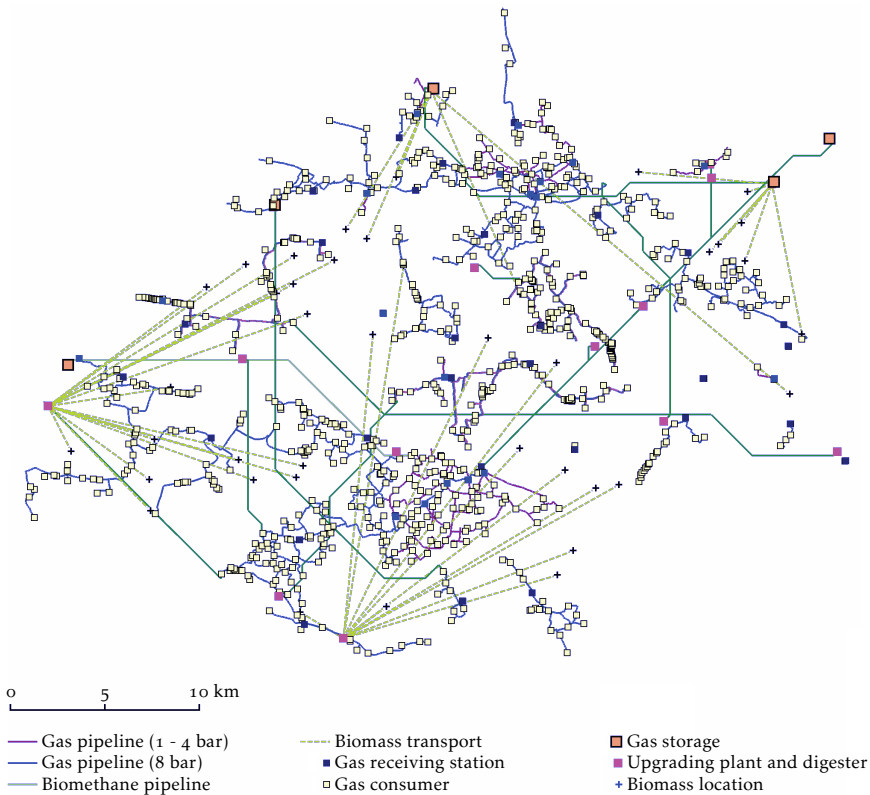 0 5 10 km
Gas pipeline (1 - 4 bar)
Gas pipeline (8 bar)
Biomethane pipeline
Biomass transport
Gas receiving station
Gas consumer
Gas storage
Upgrading plant and digester
Biomass location